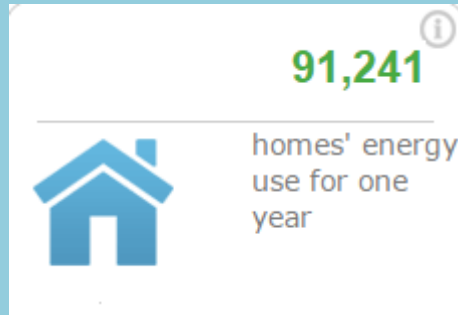 91,241
homes' energy
use for one
year